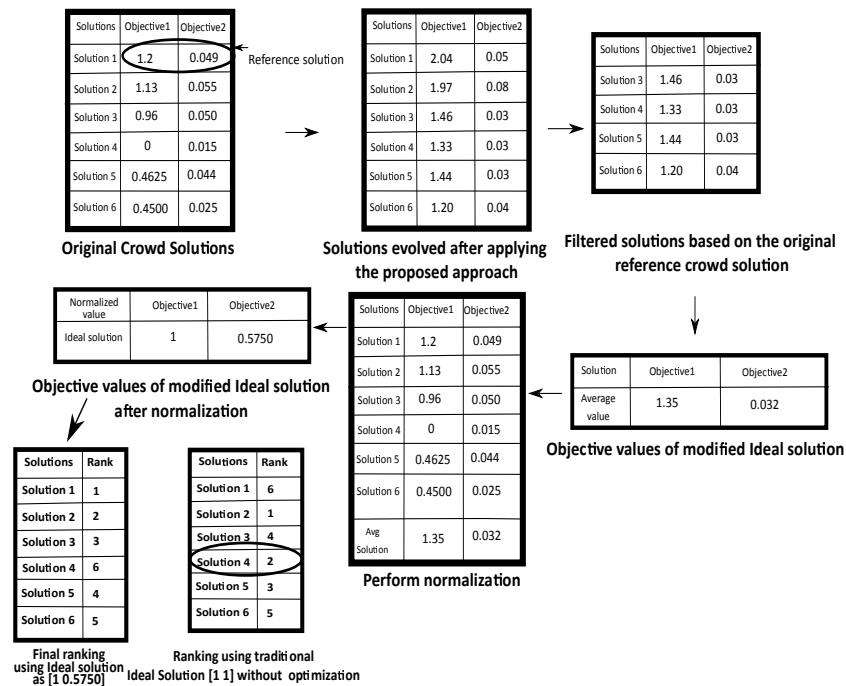 Solutions Objective1 Objective2
Solution 1 1.2 0.049
Solution 2 1.13 0.055
Solution 3 0.96 0.050
Solution 4 0 0.015
Solution 5 0.4625 0.044
Solution 6 0.4500 0.025
Reference solution
Original Crowd Solutions
Solutions Objective1 Objective2
Solution 1 2.04 0.05
Solution 2 1.97 0.08
Solution 3 1.46 0.03
Solution 4 1.33 0.03
Solution 5 1.44 0.03
Solution 6 1.20 0.04
Solutions evolved after applying
the proposed approach
Solutions Objective1 Objective2
Solution 3 1.46 0.03
Solution 4 1.33 0.03
Solution 5 1.44 0.03
Solution 6 1.20 0.04
Filtered solutions based on the original
reference crowd solution
Solution Objective1 Objective2
Average
value
1.35 0.032
Objective values of modified Ideal solution
Solutions Objective1 Objective2
Solution 1 1.2 0.049
Solution 2 1.13 0.055
Solution 3 0.96 0.050
Solution 4 0 0.015
Solution 5 0.4625 0.044
Solution 6 0.4500 0.025
Avg
Solution
1.35 0.032
Perform normalization
Normalized
value
Objective1 Objective2
Ideal solution 1 0.5750
Objective values of modified Ideal solution
after normalization
Solutions Rank
Solution 1 1
Solution 2 2
Solution 3 3
Solution 4 6
Solution 5 4
Solution 6 5
Final ranking
using Ideal solution
as [1 0.5750]
Solutions Rank
Solution 1 6
Solution 2 1
Solution 3 4
Solution 4 2
Solution 5 3
Solution 6 5
Ranking using traditional
Ideal Solution [1 1] without optimization